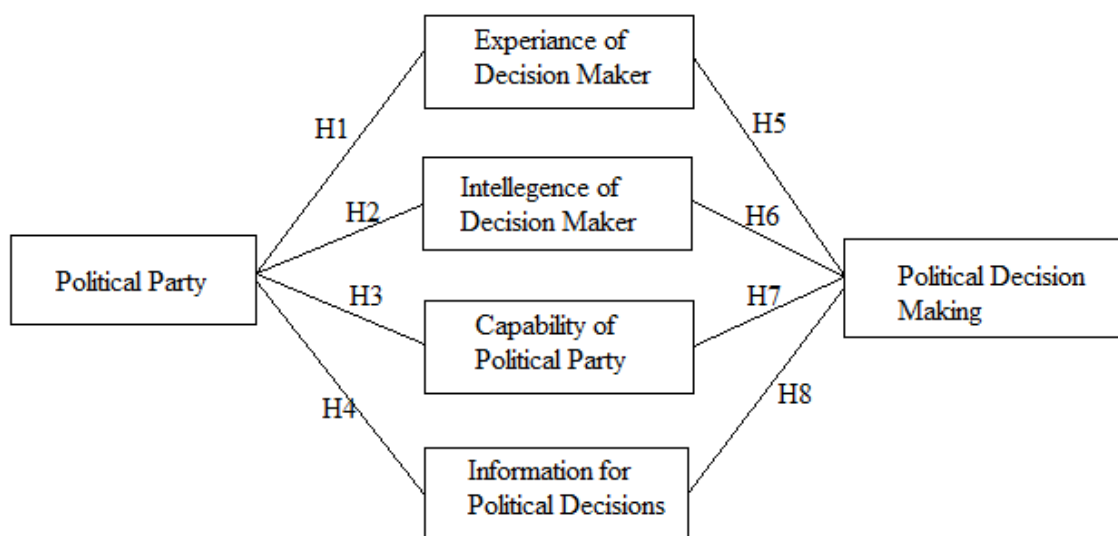 Experiance of
Decision Maker
H1
H5
Intellegence of
Decision Maker
H2
H6
Political Party
H3
H7
Political Decision
Making
Capability of
Political Party
H4
H8
Information for
Political Decisions